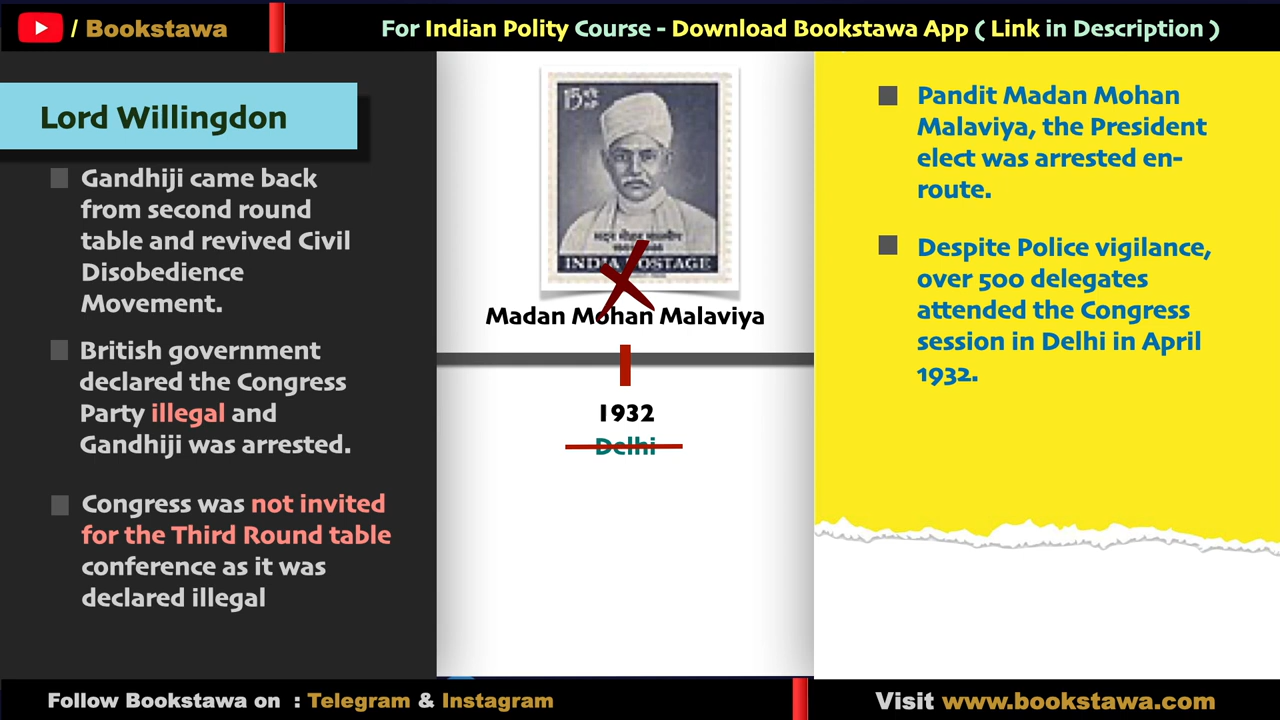 / Bookstawa
For Indian Polity Course - Download Bookstawa App ( Link in Description )
Lord Willingdon
Gandhiji came back
from second round
table and revived Civil
Disobedience
Movement.
British government
declared the Congress
Party illegal and
Gandhiji was arrested.
Congress was not invited
for the Third Round table
conference as it was
declared illegal
15
INDIA POSTAGE
Madan Mohan Malaviya
1932
Delhi
Pandit Madan Mohan
Malaviya, the President
elect was arrested en-
route.
Despite Police vigilance,
over 500 delegates
attended the Congress
session in Delhi in April
1932.
Follow Bookstawa on : Telegram & Instagram
Visit www.bookstawa.com